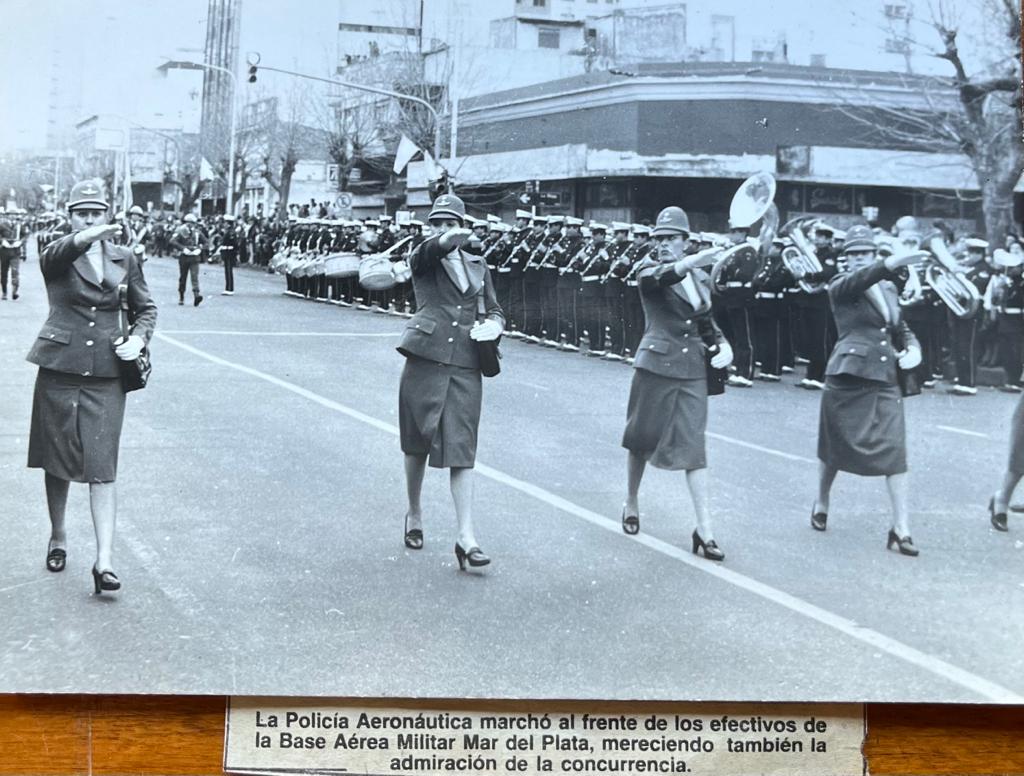 La Policía Aeronáutica marchó al frente de los efectivos de
la Base Aérea Militar Mar del Plata, mereciendo también la
admiración de la concurrencia.